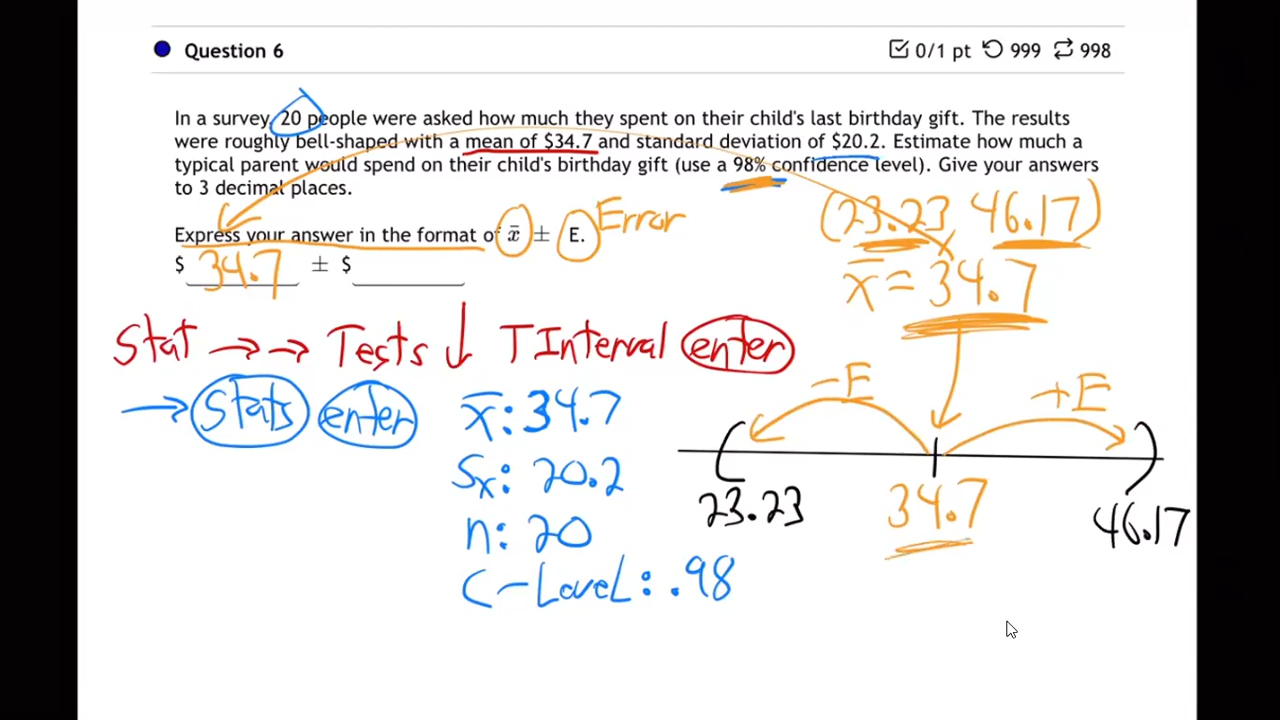 Question 6
0/1 pt 999 998
In a survey, 20 people were asked how much they spent on their child's last birthday gift. The results
were roughly bell-shaped with a mean of $34.7 and standard deviation of $20.2. Estimate how much a
typical parent would spend on their child's birthday gift (use a 98% confidence level). Give your answers
to 3 decimal places.
(23.23 46.17)
Express your answer in the format of x̄ ± E. Error
$ 34.7 ± $
x̄ = 34.7
Stat →→ Tests ↓ T Interval enter
→ Stats enter
x̄: 34.7
Sx: 20.2
n: 20
C-Level: .98
-E +E
23.23 34.7 46.17